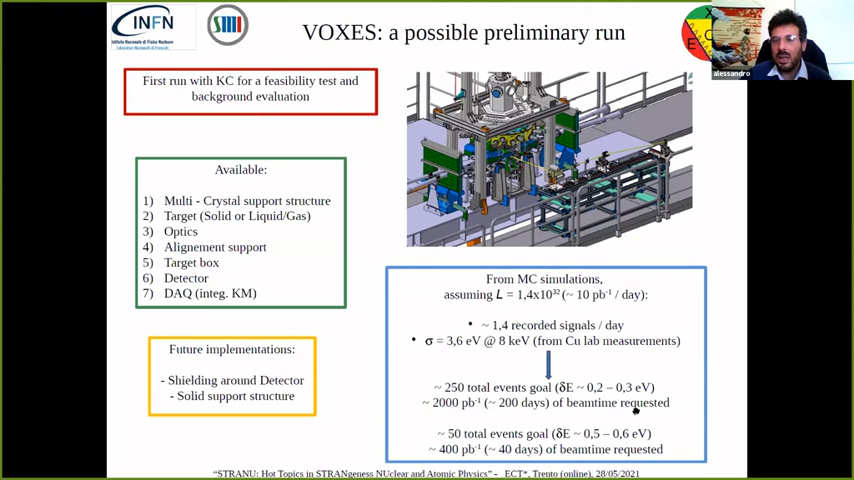 INFN
Istituto Nazionale di Fisica Nucleare
Laboratori Nazionali di Frascati
SMI
VOXES: a possible preliminary run
alessandro
First run with KC for a feasibility test and
background evaluation
Available:
1) Multi - Crystal support structure
2) Target (Solid or Liquid/Gas)
3) Optics
4) Alignement support
5) Target box
6) Detector
7) DAQ (integ. KM)
Future implementations:
- Shielding around Detector
- Solid support structure
From MC simulations,
assuming L = 1,4x10³² (~ 10 pb⁻¹ / day):
• ~ 1,4 recorded signals / day
• σ = 3,6 eV @ 8 keV (from Cu lab measurements)
~ 250 total events goal (δE ~ 0,2 – 0,3 eV)
~ 2000 pb⁻¹ (~ 200 days) of beamtime requested
~ 50 total events goal (δE ~ 0,5 – 0,6 eV)
~ 400 pb⁻¹ (~ 40 days) of beamtime requested
“STRANU: Hot Topics in STRANgeness NUclear and Atomic Physics” - ECT*, Trento (online), 28/05/2021